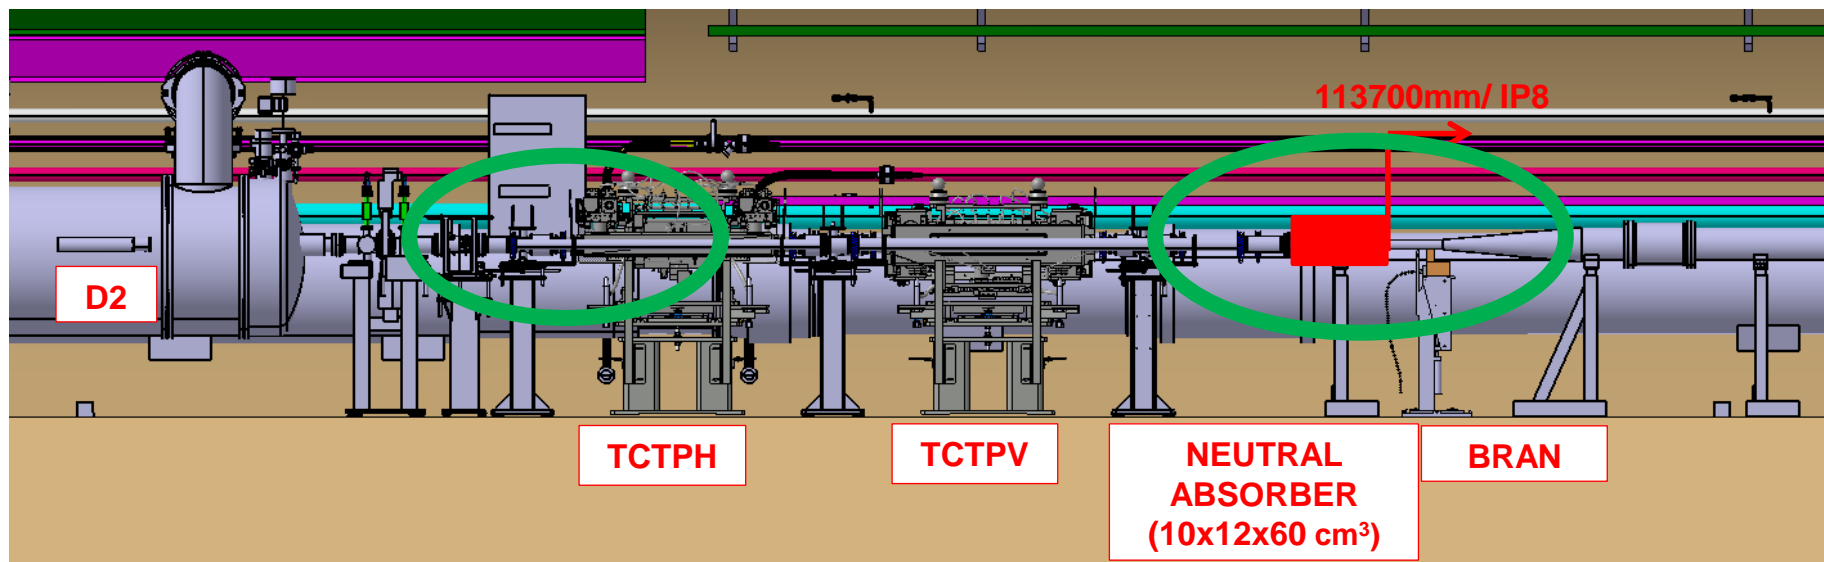 113700mm/ IP8
D2
TCTPH
TCTPV
NEUTRAL
ABSORBER
(10x12x60 cm³)
BRAN